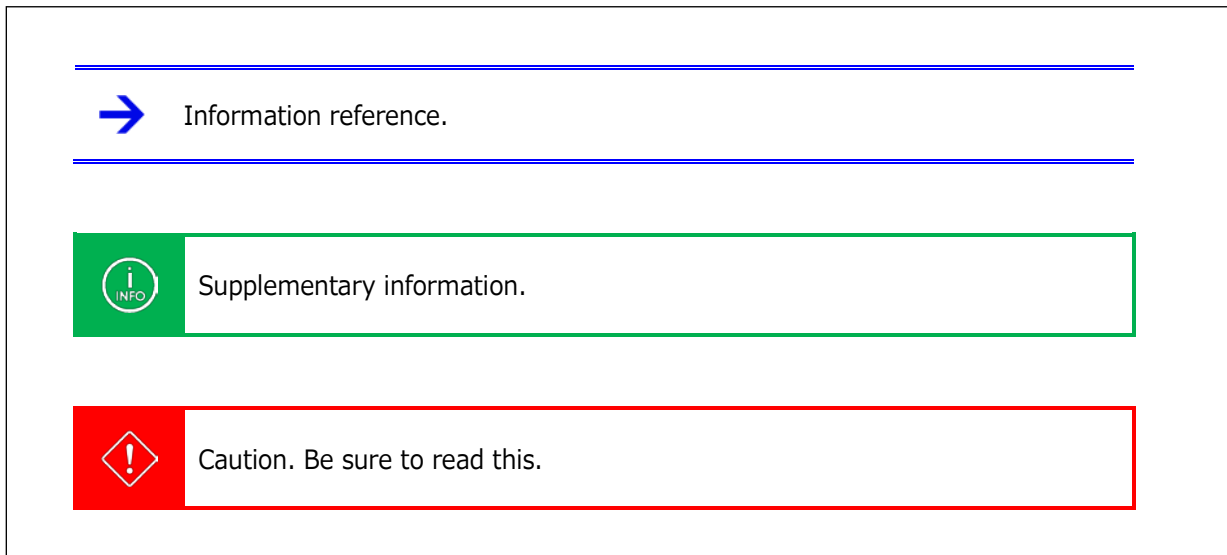 Information reference.
i
INFO
Supplementary information.
!
Caution. Be sure to read this.